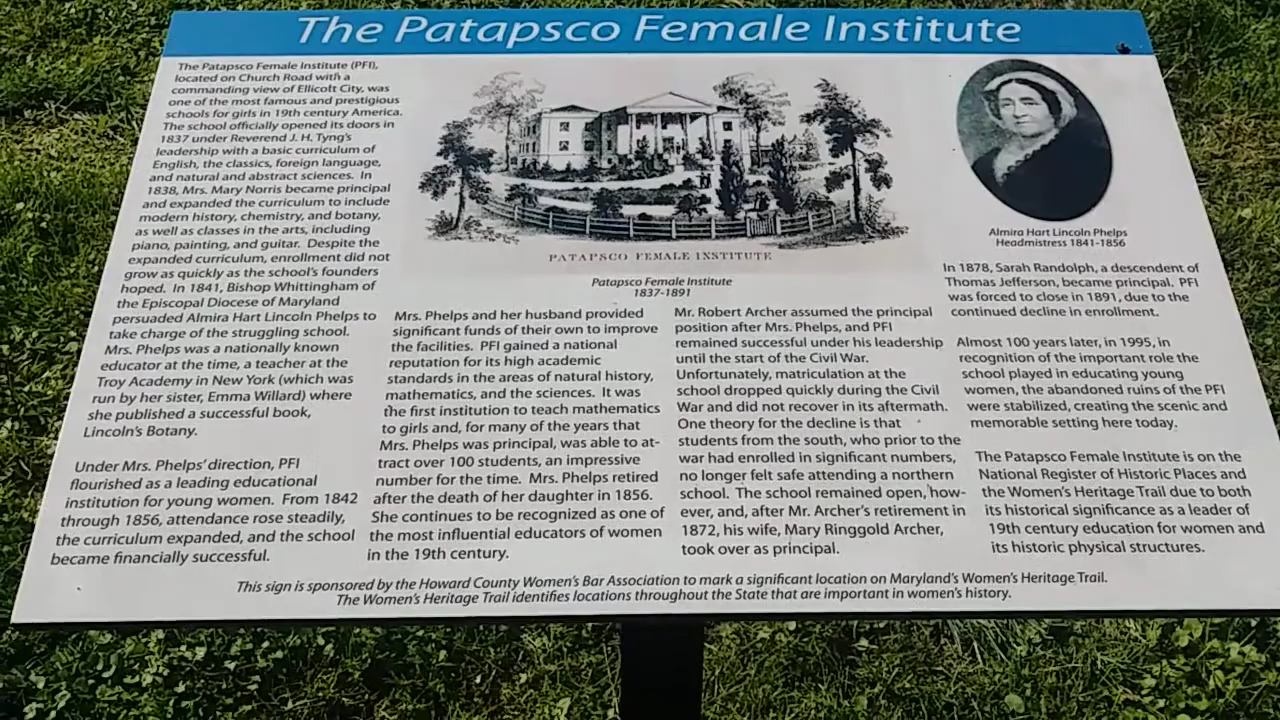 The Patapsco Female Institute
The Patapsco Female Institute (PFI),
located on Church Road with a
commanding view of Ellicott City, was
one of the most famous and prestigious
schools for girls in 19th century America.
The school officially opened its doors in
1837 under Reverend J. H. Tyng's
leadership with a basic curriculum of
English, the classics, foreign language,
and natural and abstract sciences. In
1838, Mrs. Mary Norris became principal
and expanded the curriculum to include
modern history, chemistry, and botany,
as well as classes in the arts, including
piano, painting, and guitar. Despite the
expanded curriculum, enrollment did not
grow as quickly as the school's founders
hoped. In 1841, Bishop Whittingham of
the Episcopal Diocese of Maryland
persuaded Almira Hart Lincoln Phelps to
take charge of the struggling school.
Mrs. Phelps was a nationally known
educator at the time, a teacher at the
Troy Academy in New York (which was
run by her sister, Emma Willard) where
she published a successful book,
Lincoln's Botany.
Under Mrs. Phelps' direction, PFI
flourished as a leading educational
institution for young women. From 1842
through 1856, attendance rose steadily,
the curriculum expanded, and the school
became financially successful.
PATAPSCO FEMALE INSTITUTE
Patapsco Female Institute
1837-1891
Mrs. Phelps and her husband provided
significant funds of their own to improve
the facilities. PFI gained a national
reputation for its high academic
standards in the areas of natural history,
mathematics, and the sciences. It was
the first institution to teach mathematics
to girls and, for many of the years that
Mrs. Phelps was principal, was able to at-
tract over 100 students, an impressive
number for the time. Mrs. Phelps retired
after the death of her daughter in 1856.
She continues to be recognized as one of
the most influential educators of women
in the 19th century.
Mr. Robert Archer assumed the principal
position after Mrs. Phelps, and PFI
remained successful under his leadership
until the start of the Civil War.
Unfortunately, matriculation at the
school dropped quickly during the Civil
War and did not recover in its aftermath.
One theory for the decline is that
students from the south, who prior to the
war had enrolled in significant numbers,
no longer felt safe attending a northern
school. The school remained open, how-
ever, and, after Mr. Archer's retirement in
1872, his wife, Mary Ringgold Archer,
took over as principal.
Almira Hart Lincoln Phelps
Headmistress 1841-1856
In 1878, Sarah Randolph, a descendent of
Thomas Jefferson, became principal. PFI
was forced to close in 1891, due to the
continued decline in enrollment.
Almost 100 years later, in 1995, in
recognition of the important role the
school played in educating young
women, the abandoned ruins of the PFI
were stabilized, creating the scenic and
memorable setting here today.
The Patapsco Female Institute is on the
National Register of Historic Places and
the Women's Heritage Trail due to both
its historical significance as a leader of
19th century education for women and
its historic physical structures.
This sign is sponsored by the Howard County Women's Bar Association to mark a significant location on Maryland's Women's Heritage Trail.
The Women's Heritage Trail identifies locations throughout the State that are important in women's history.